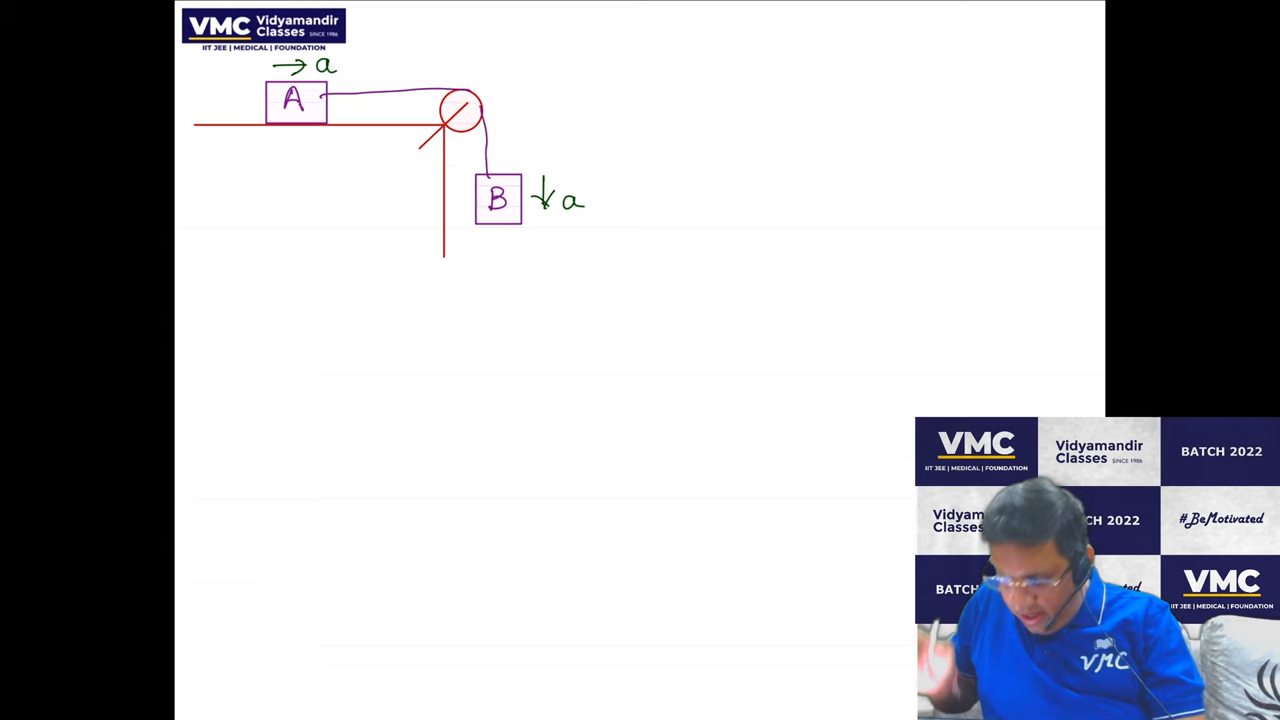 VMC Vidyamandir Classes SINCE 1986
IIT JEE | MEDICAL | FOUNDATION
→ a
A
B ↓ a
VMC
IIT JEE | MEDICAL | FOUNDATION
Vidyamandir
Classes SINCE 1986
BATCH 2022
Vidyam
Classes
CH 2022
#BeMotivated
BATCH
VMC
IIT JEE | MEDICAL | FOUNDATION
VMC